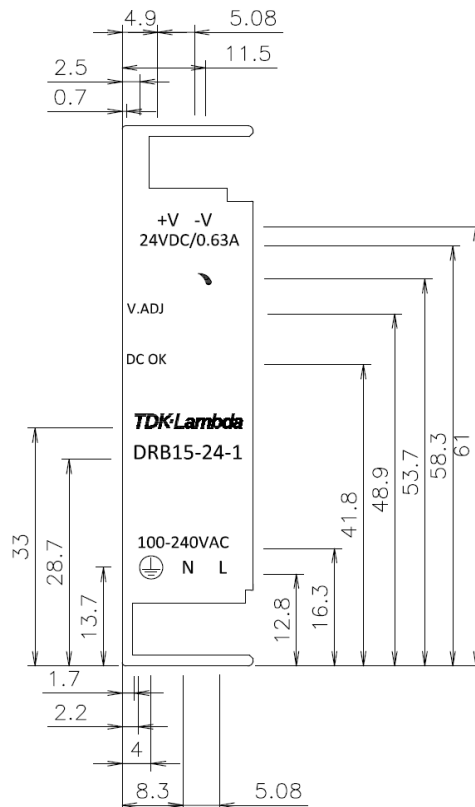 4.9 5.08
11.5
2.5
0.7
+V -V
24VDC/0.63A
V.ADJ
DC OK
TDK·Lambda
DRB15-24-1
100-240VAC
N L
33
28.7
13.7
12.8
16.3
41.8
48.9
53.7
58.3
61
1.7
2.2
4
8.3 5.08